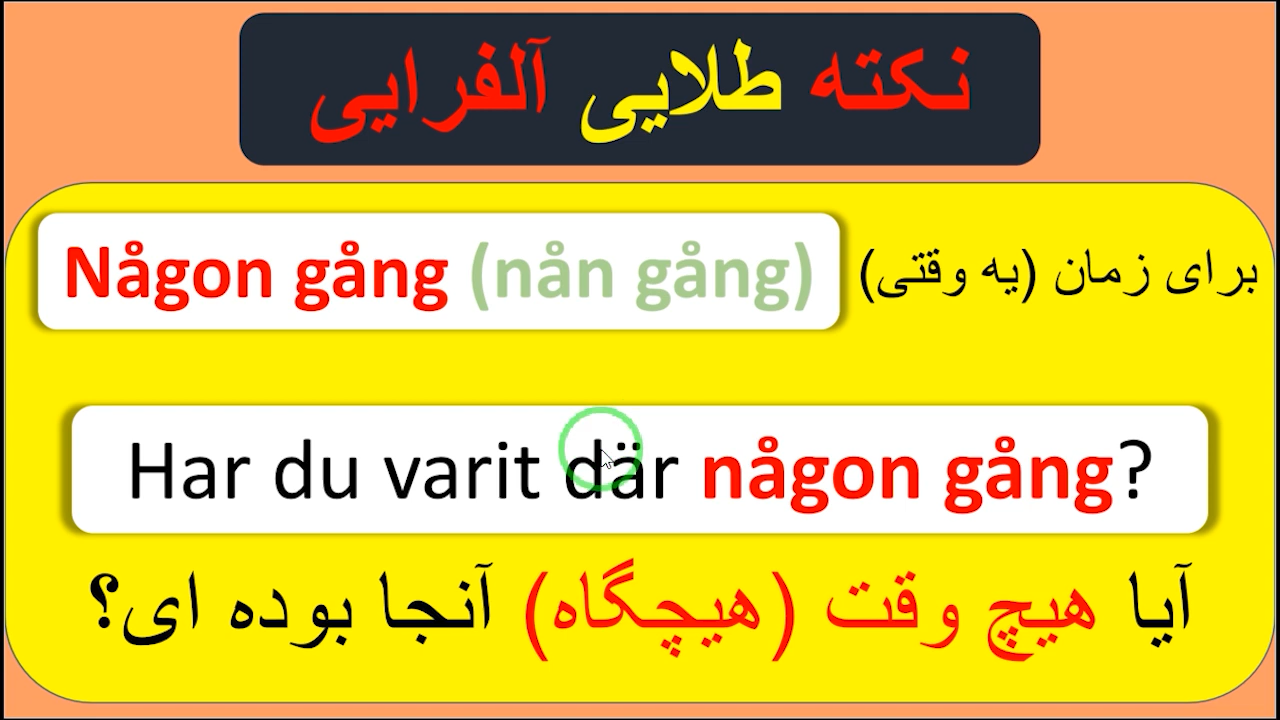 نکته طلایی آلفرایی
Någon gång (nån gång) برای زمان (یه وقتی)
Har du varit där någon gång?
آیا هیچ وقت (هیچگاه) آنجا بوده ای؟